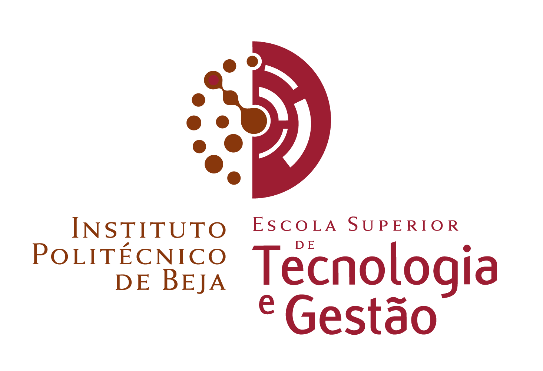 Instituto
Politécnico
de Beja
Escola Superior
de
Tecnologia
e Gestão